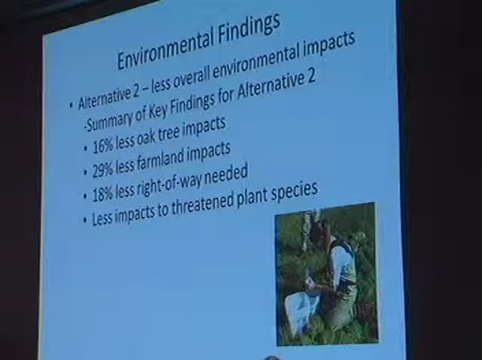 Environmental Findings
• Alternative 2 – less overall environmental impacts
-Summary of Key Findings for Alternative 2
• 16% less oak tree impacts
• 29% less farmland impacts
• 18% less right-of-way needed
• Less impacts to threatened plant species